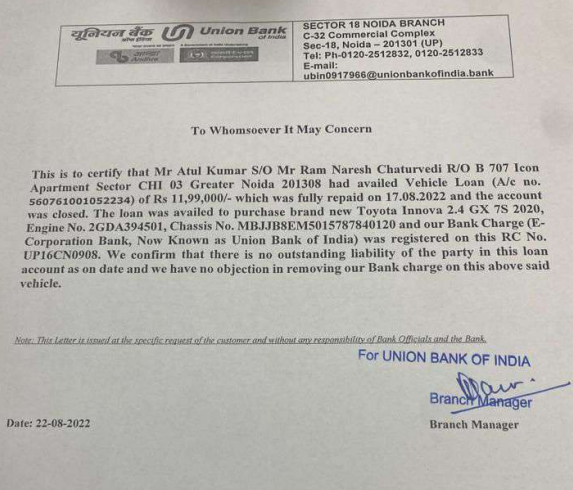 यूनियन बैंक Union Bank
of India
Andhra
SECTOR 18 NOIDA BRANCH
C-32 Commercial Complex
Sec-18, Noida – 201301 (UP)
Tel: Ph-0120-2512832, 0120-2512833
E-mail:
ubin0917966@unionbankofindia.bank
To Whomsoever It May Concern
This is to certify that Mr Atul Kumar S/O Mr Ram Naresh Chaturvedi R/O B 707 Icon
Apartment Sector CHI 03 Greater Noida 201308 had availed Vehicle Loan (A/c no.
560761001052234) of Rs 11,99,000/- which was fully repaid on 17.08.2022 and the account
was closed. The loan was availed to purchase brand new Toyota Innova 2.4 GX 7S 2020,
Engine No. 2GDA394501, Chassis No. MBJJB8EM5015787840120 and our Bank Charge (E-
Corporation Bank, Now Known as Union Bank of India) was registered on this RC No.
UP16CN0908. We confirm that there is no outstanding liability of the party in this loan
account as on date and we have no objection in removing our Bank charge on this above said
vehicle.
Note: This Letter is issued at the specific request of the customer and without any responsibility of Bank Officials and the Bank.
For UNION BANK OF INDIA
Branch Manager
Date: 22-08-2022
Branch Manager